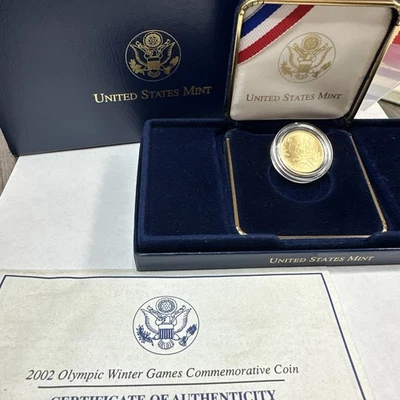 UNITED STATES MINT
UNITED STATES MINT
UNITED STATES MINT
2002 Olympic Winter Games Commemorative Coin
CERTIFICATE OF AUTHENTICITY